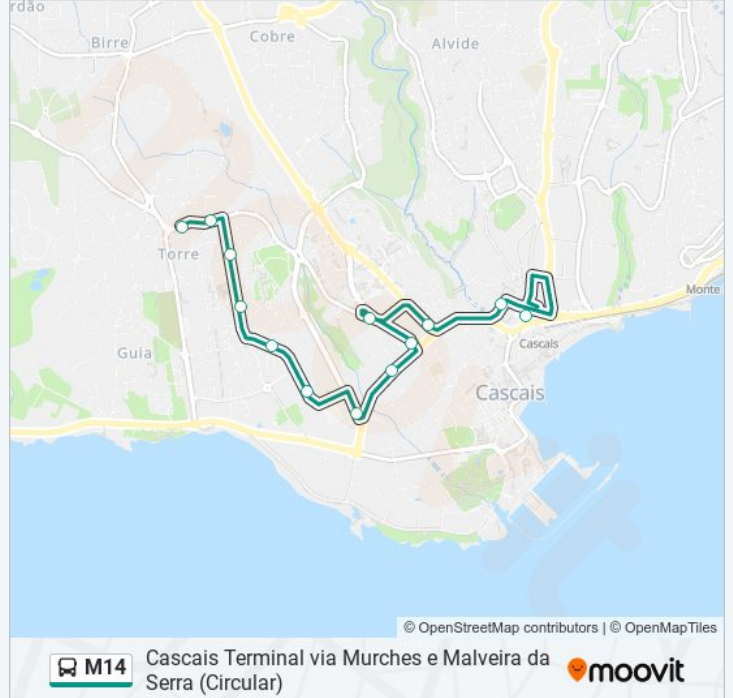 rdão
Birre
Cobre
Alvide
Torre
Monte
Guia
Cascais
Cascais
© OpenStreetMap contributors | © OpenMapTiles
M14
Cascais Terminal via Murches e Malveira da
Serra (Circular)
moovit